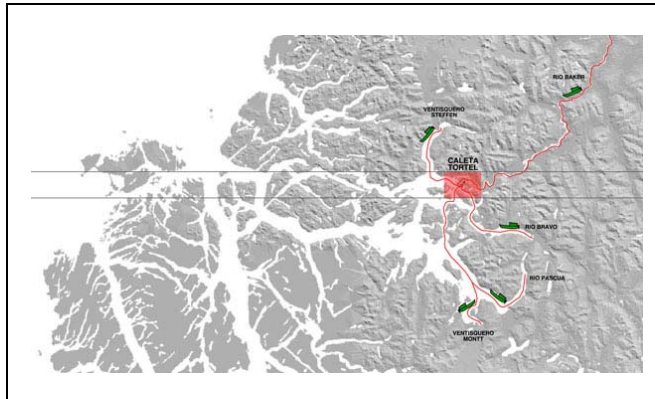 RIO BAKER
VENTISQUERO
STEFFEN
CALETA
TORTEL
RIO BRAVO
RIO PASCUA
VENTISQUERO
MONTT